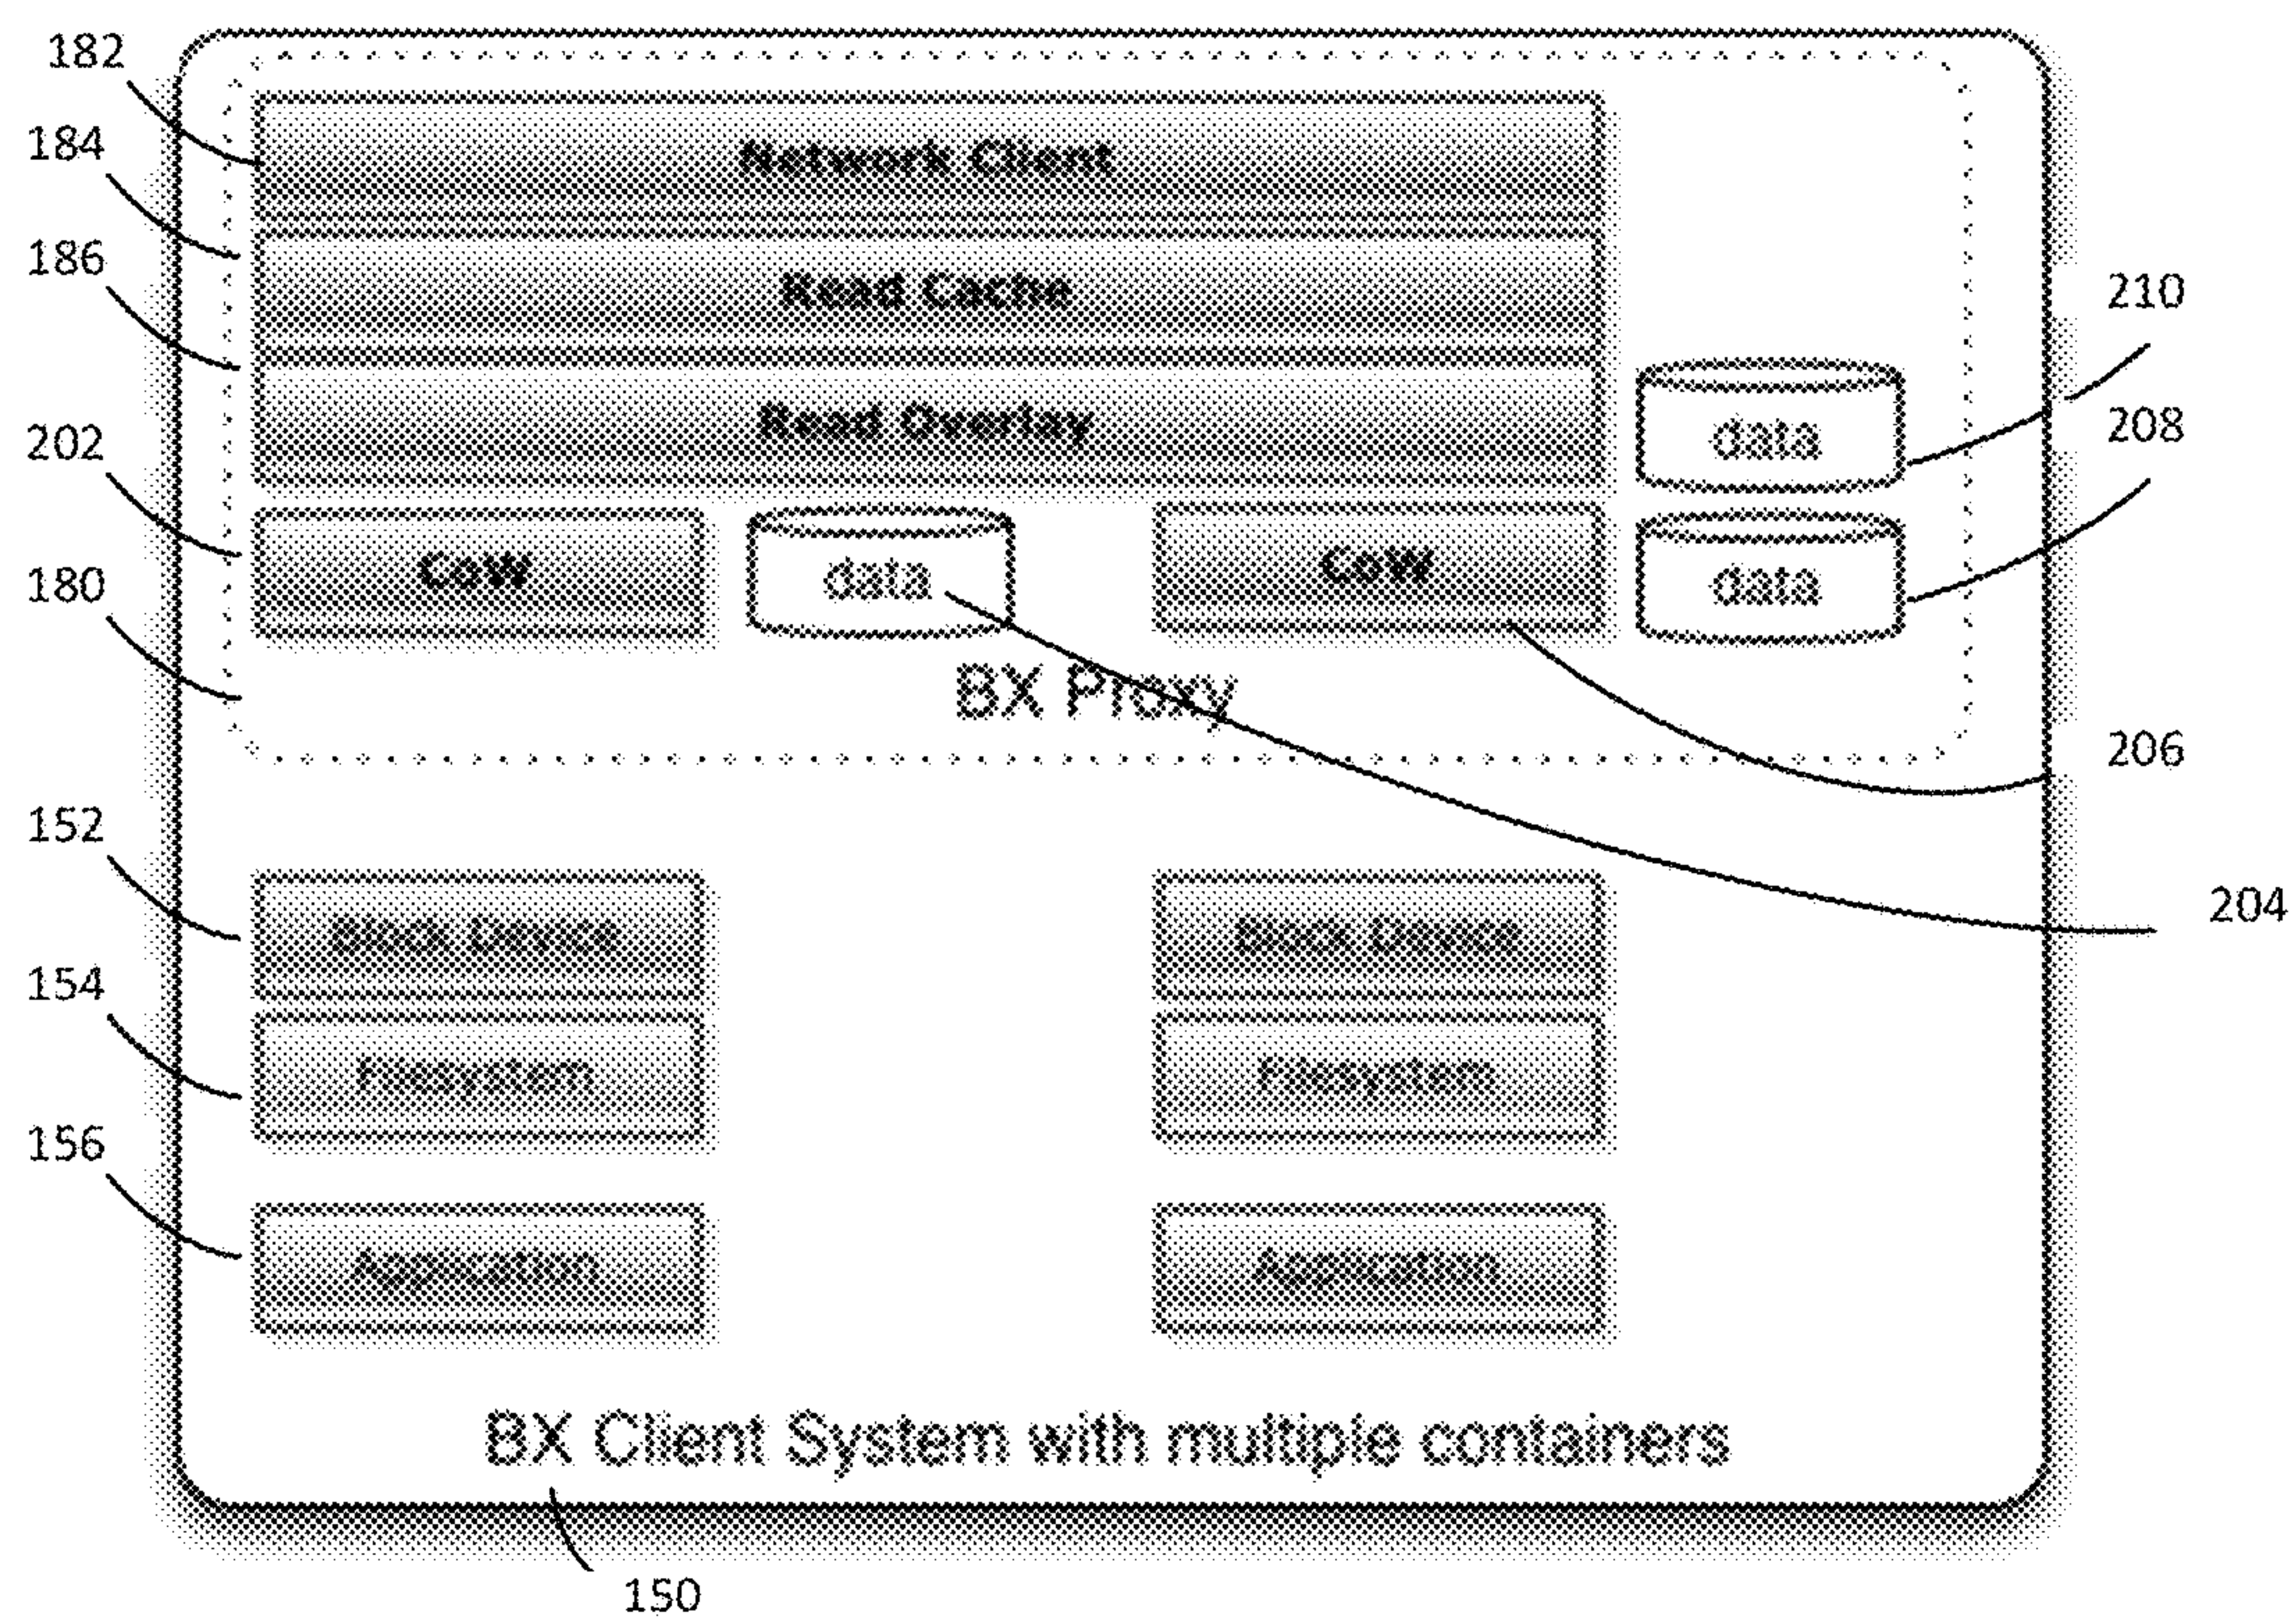 182
Network Client
184
Read Cache
186
210
Read Overlay
data
208
202
CoW
data
CoW
data
180
BX Proxy
206
152
Block Device
Block Device
204
154
Filesystem
Filesystem
156
Application
Application
BX Client System with multiple containers
150